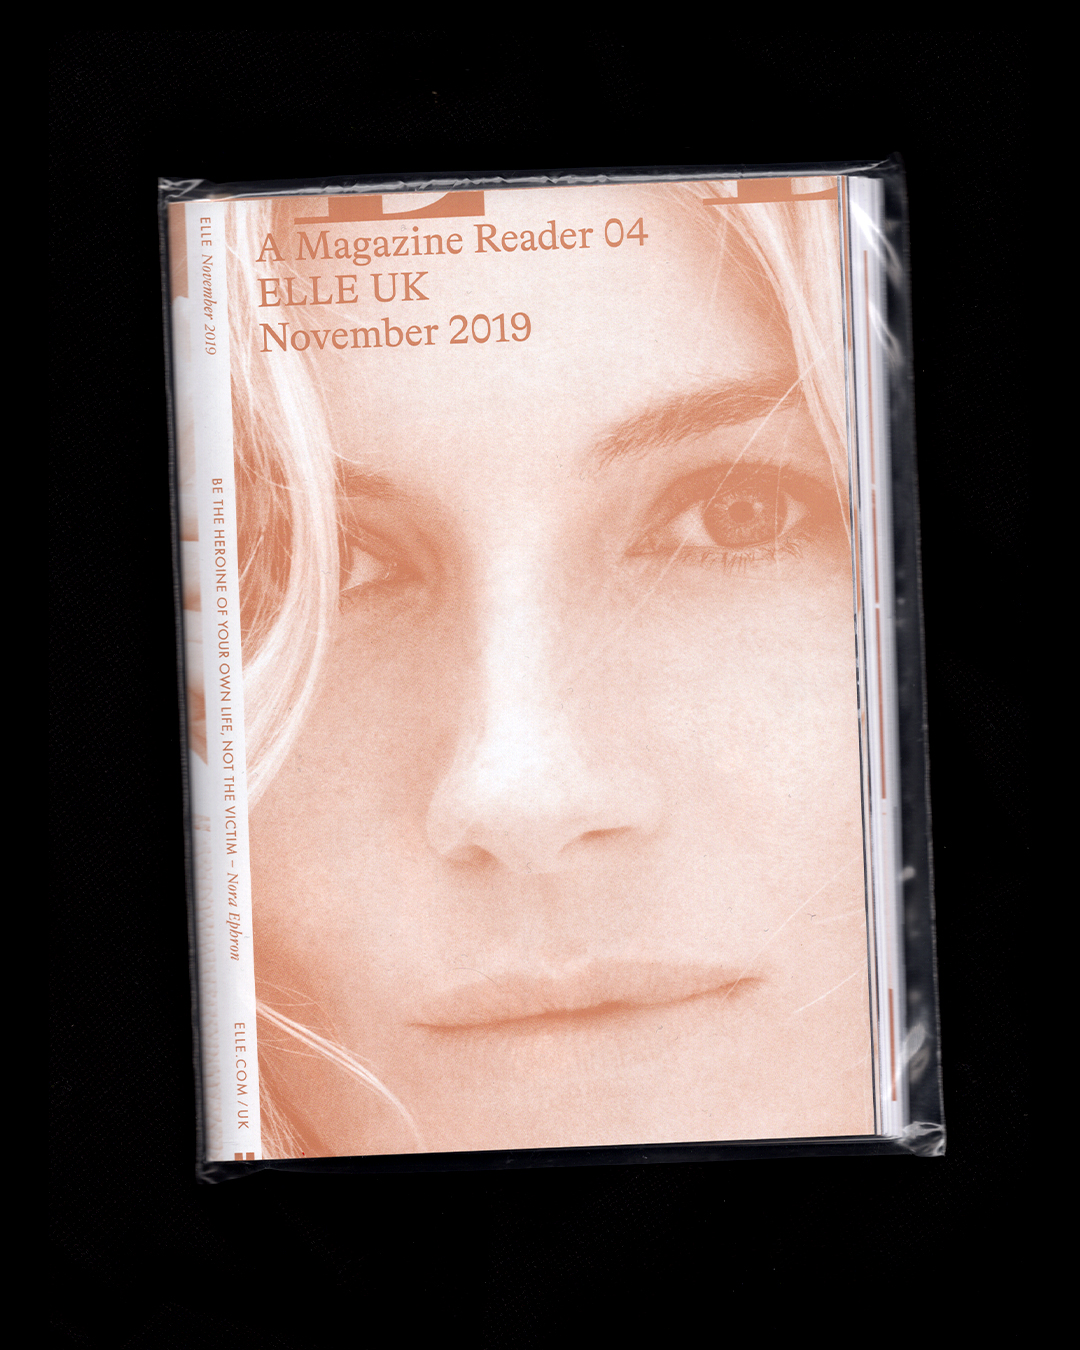 A Magazine Reader 04
ELLE UK
November 2019
ELLE November 2019
BE THE HEROINE OF YOUR OWN LIFE, NOT THE VICTIM – Nora Ephron
ELLE.COM/UK